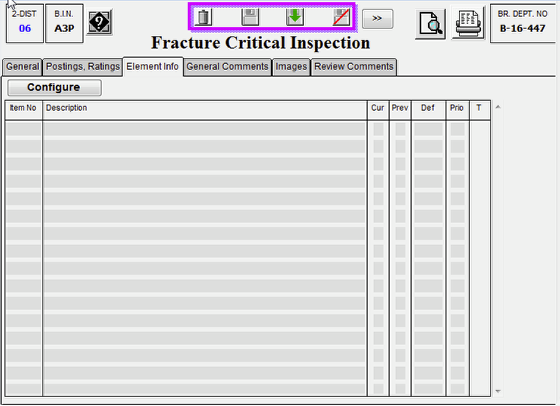 2-DIST
06
B.I.N.
A3P
?
>>
BR. DEPT. NO
B-16-447
Fracture Critical Inspection
General
Postings, Ratings
Element Info
General Comments
Images
Review Comments
Configure
Item No
Description
Cur
Prev
Def
Prio
T